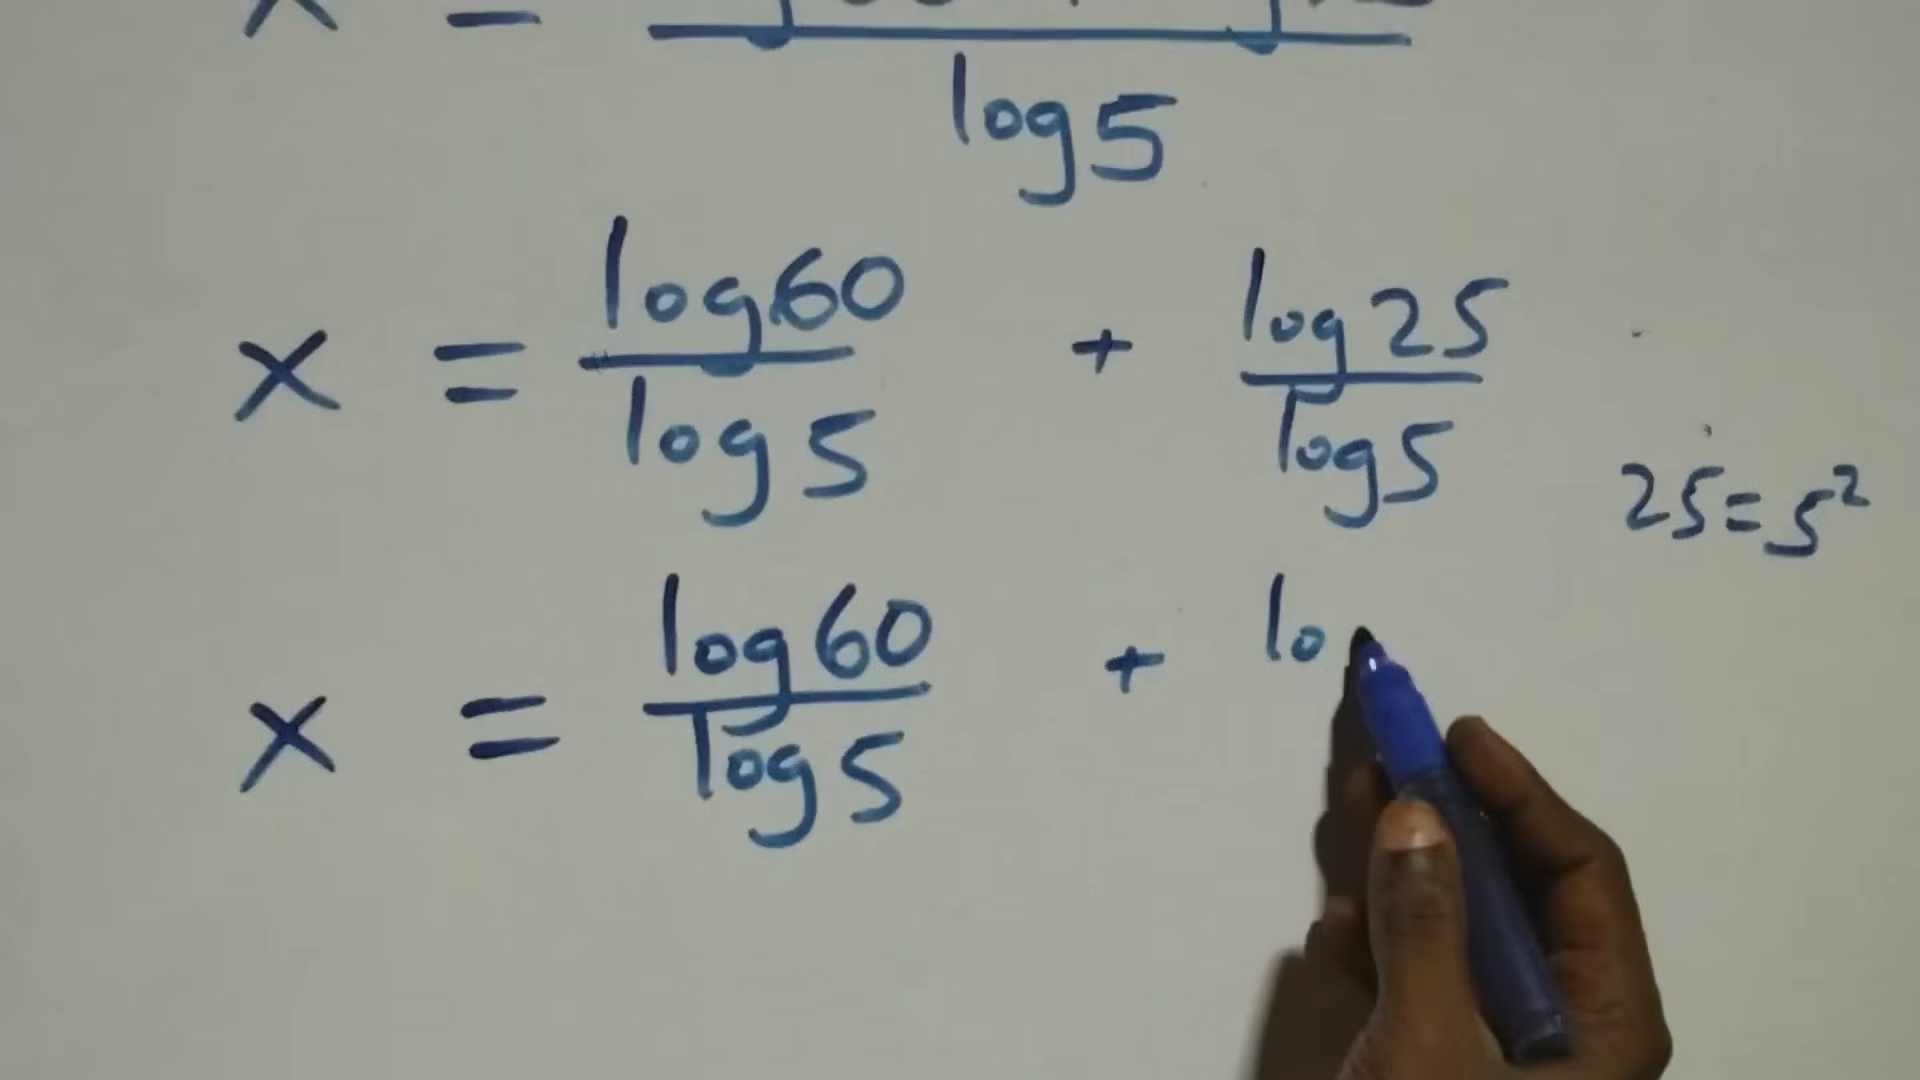 x =
log5
x = log60/log5 + log25/log5
25=5²
x = log60/log5 + lo